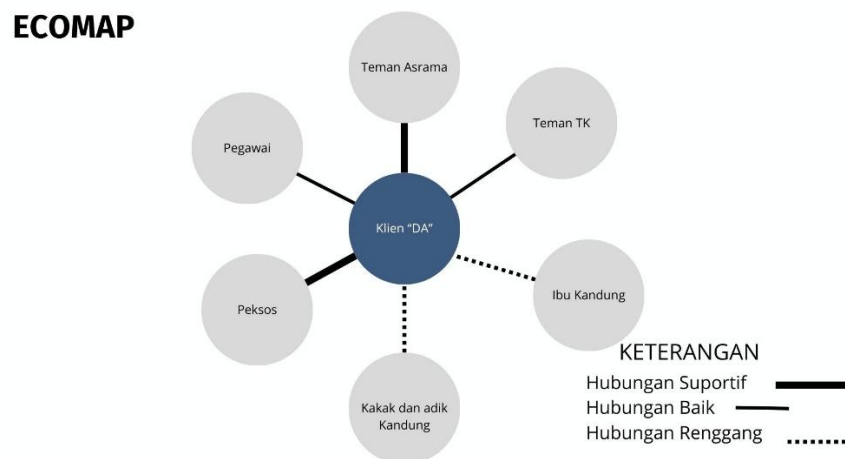 ECOMAP
Teman Asrama
Teman TK
Pegawai
Klien “DA”
Ibu Kandung
Peksos
Kakak dan adik
Kandung
KETERANGAN
Hubungan Suportif
Hubungan Baik
Hubungan Renggang